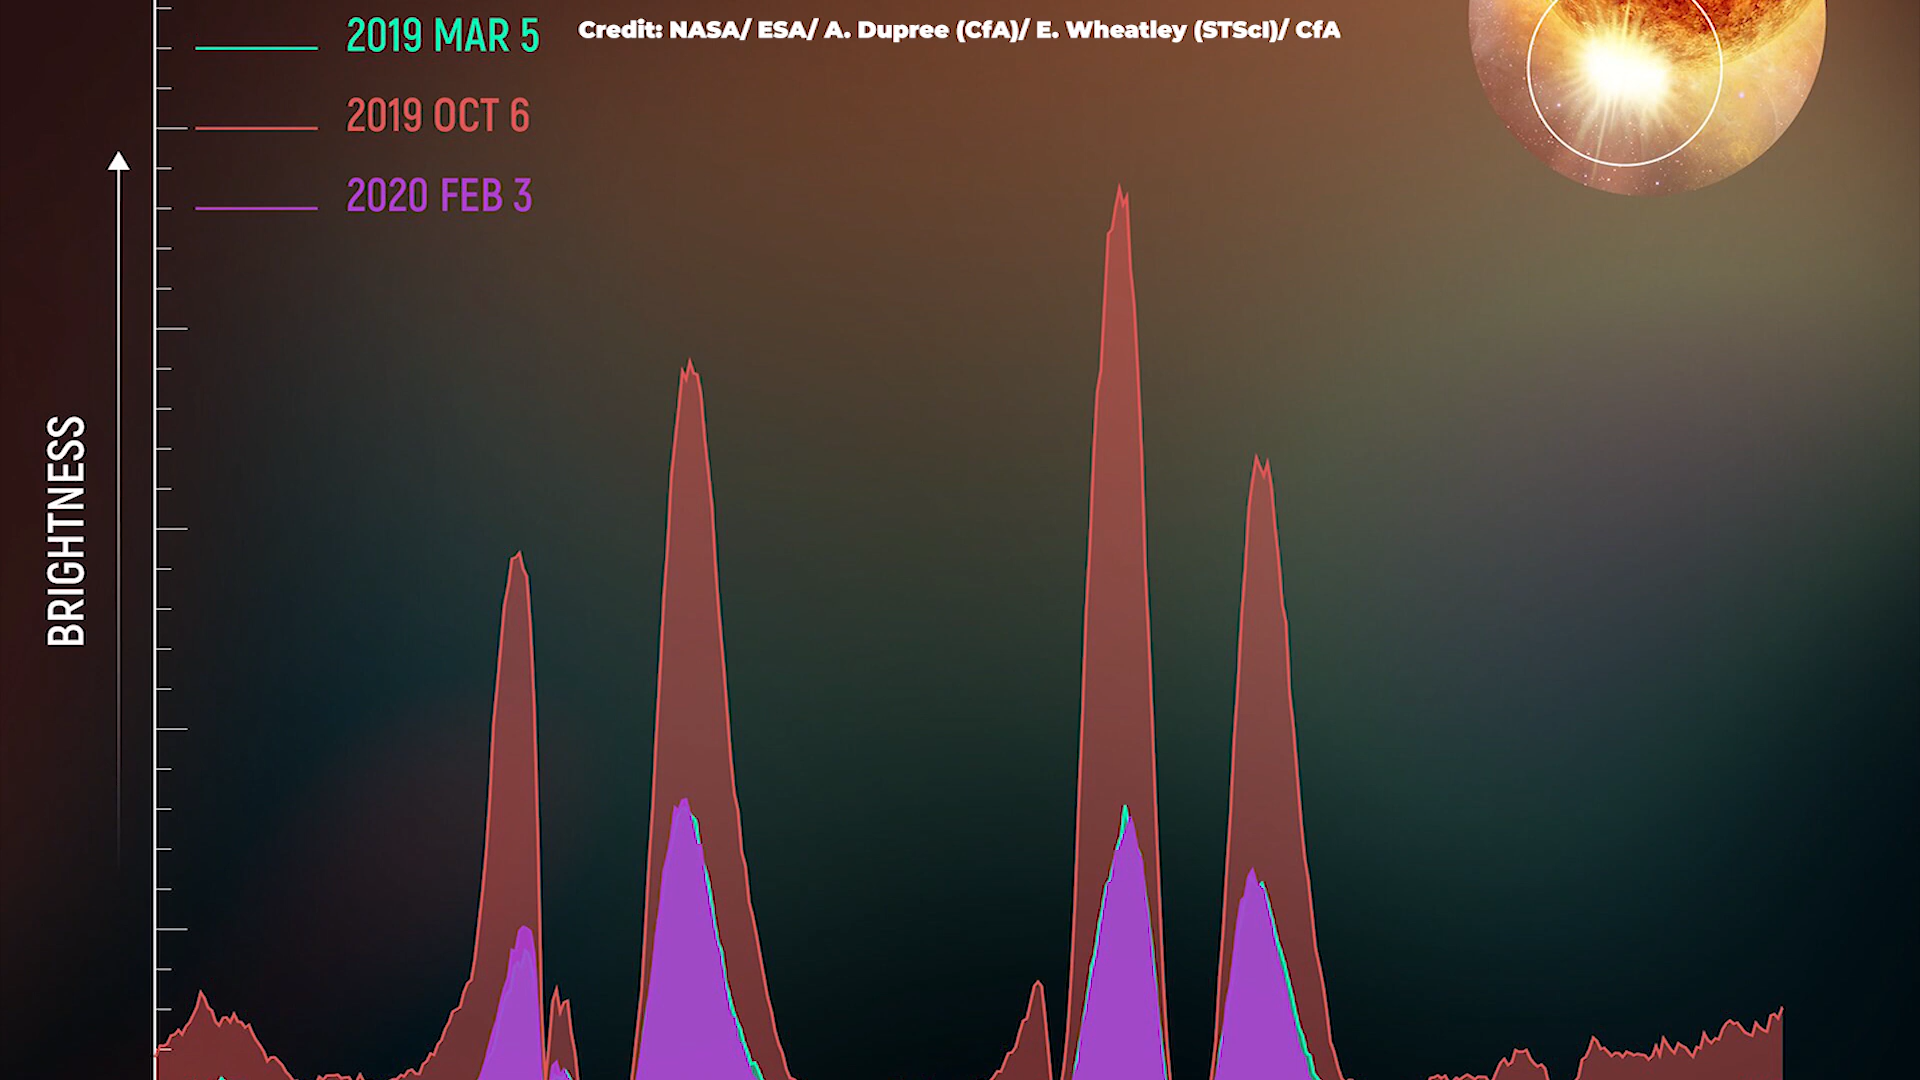 2019 MAR 5
Credit: NASA/ ESA/ A. Dupree (CfA)/ E. Wheatley (STScI)/ CfA
2019 OCT 6
2020 FEB 3
BRIGHTNESS